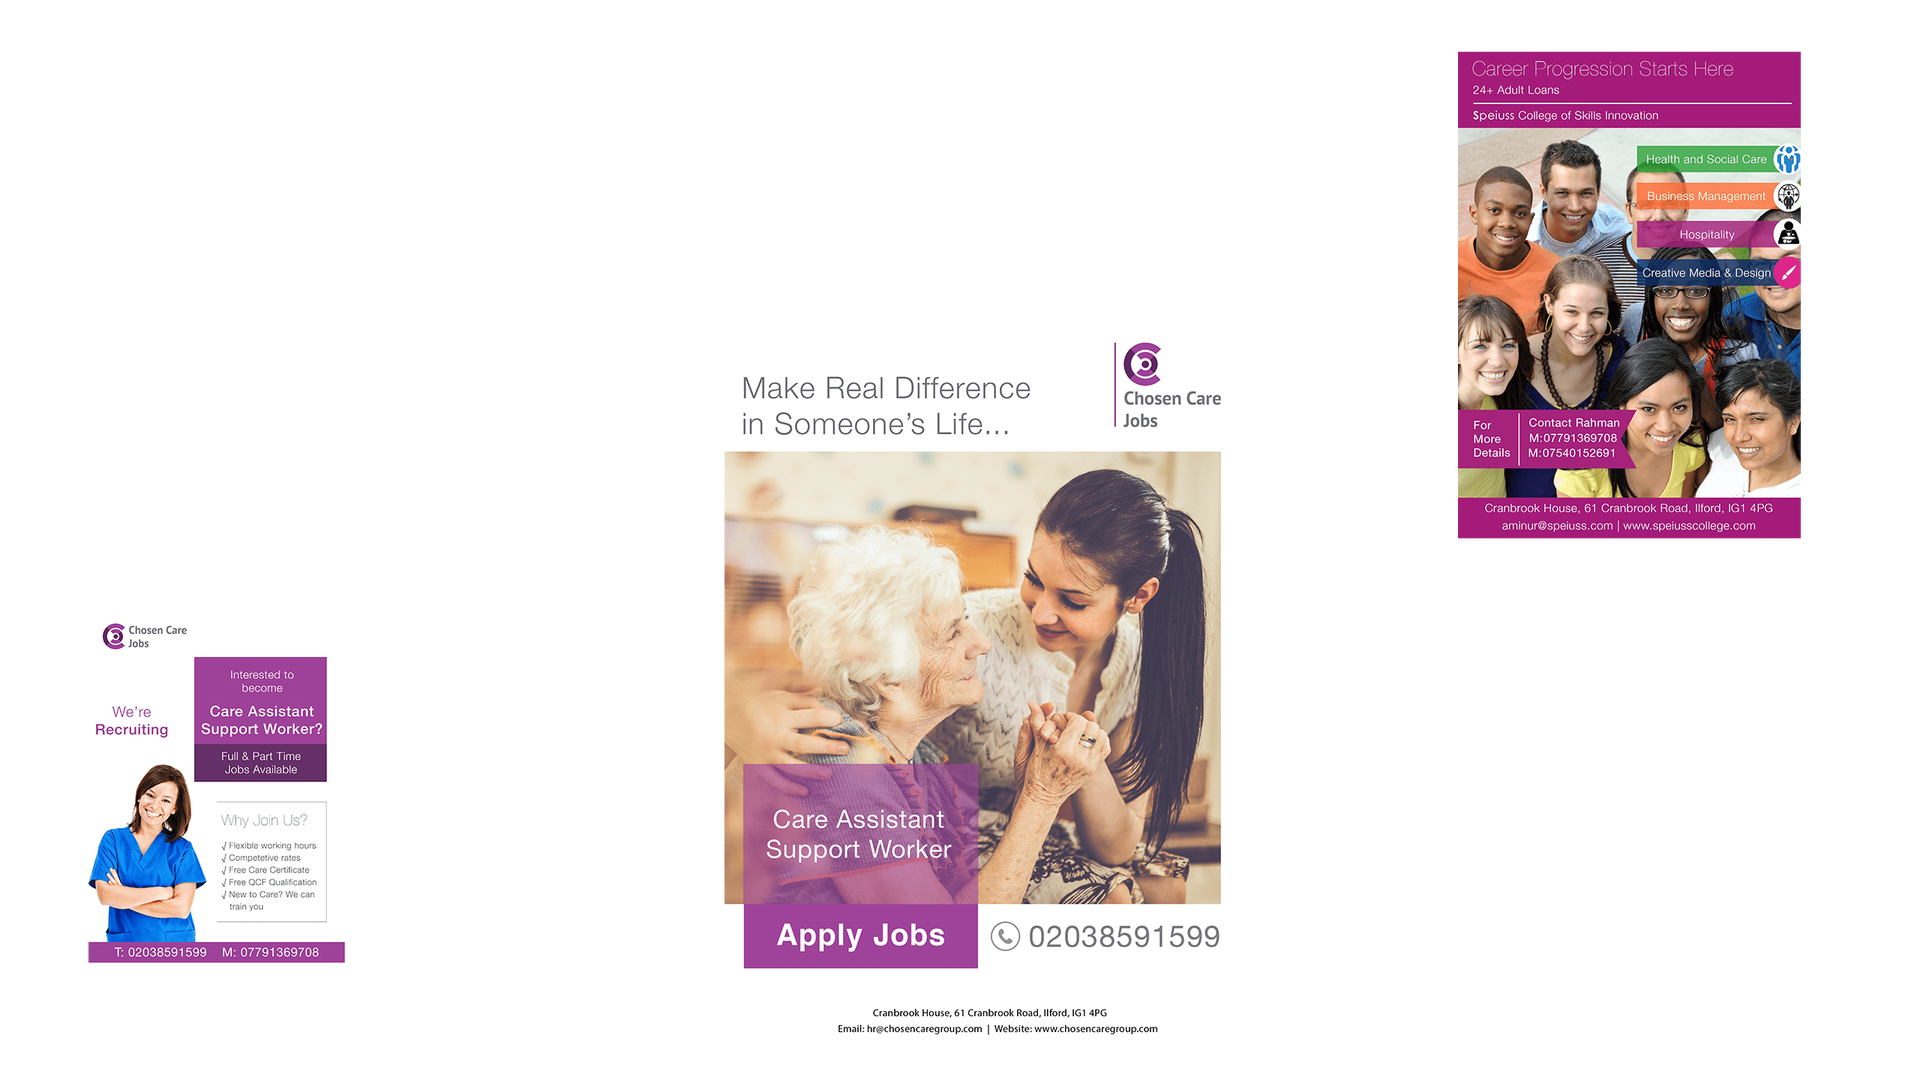 Chosen Care
Jobs
We're
Recruiting
Interested to
become
Care Assistant
Support Worker?
Full & Part Time
Jobs Available
Why Join Us?
√ Flexible working hours
√ Competetive rates
√ Free Care Certificate
√ Free QCF Qualification
√ New to Care? We can
train you
T: 02038591599 M: 07791369708
Make Real Difference
in Someone's Life...
Chosen Care
Jobs
Care Assistant
Support Worker
Apply Jobs
02038591599
Cranbrook House, 61 Cranbrook Road, Ilford, IG1 4PG
Email: hr@chosencaregroup.com | Website: www.chosencaregroup.com
Career Progression Starts Here
24+ Adult Loans
Speiuss College of Skills Innovation
Health and Social Care
Business Management
Hospitality
Creative Media & Design
For
More
Details
Contact Rahman
M:07791369708
M:07540152691
Cranbrook House, 61 Cranbrook Road, Ilford, IG1 4PG
aminur@speiuss.com | www.speiusscollege.com